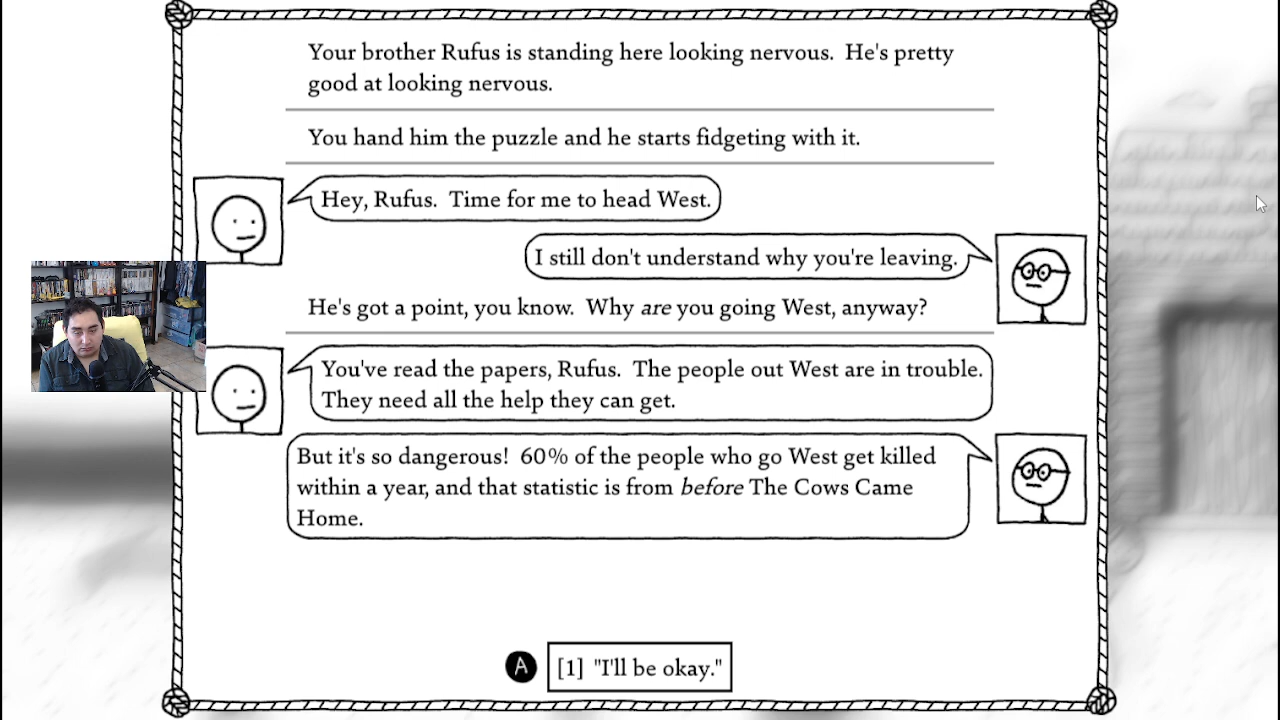 Your brother Rufus is standing here looking nervous. He's pretty
good at looking nervous.
You hand him the puzzle and he starts fidgeting with it.
Hey, Rufus. Time for me to head West.
I still don't understand why you're leaving.
He's got a point, you know. Why are you going West, anyway?
You've read the papers, Rufus. The people out West are in trouble.
They need all the help they can get.
But it's so dangerous! 60% of the people who go West get killed
within a year, and that statistic is from before The Cows Came
Home.
A [1] "I'll be okay."